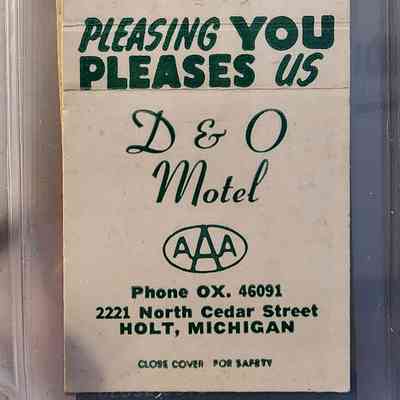 PLEASING YOU
PLEASES US
D & O
Motel
AAA
Phone OX. 46091
2221 North Cedar Street
HOLT, MICHIGAN
CLOSE COVER FOR SAFETY